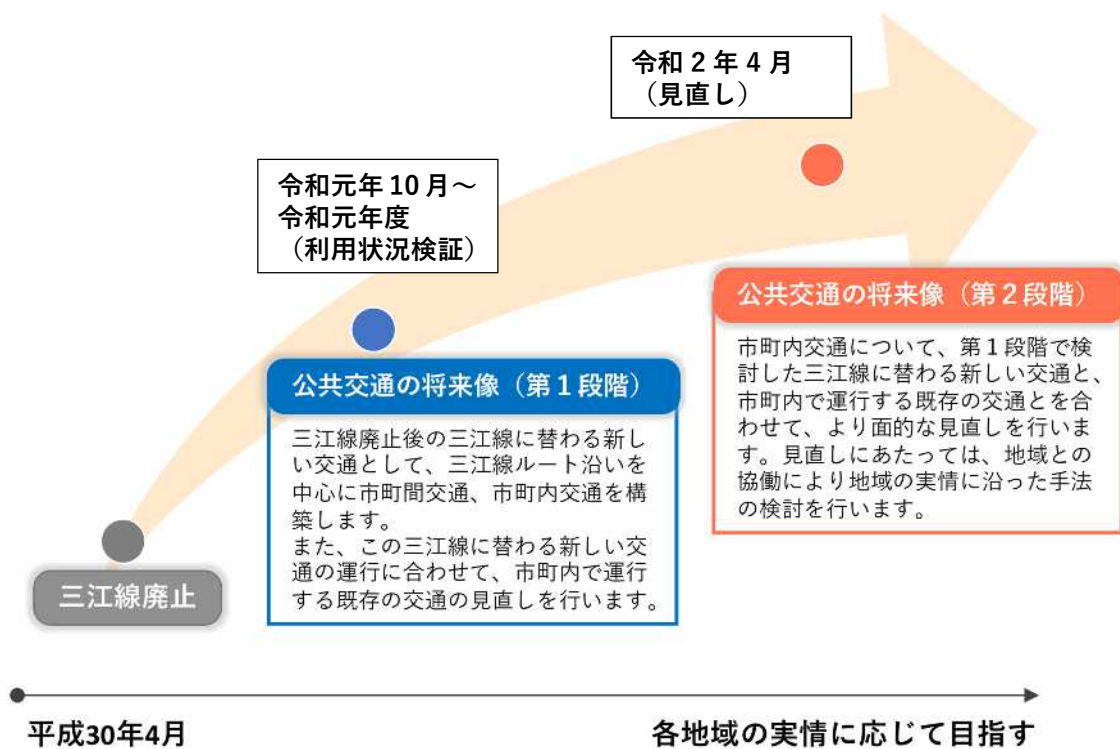 令和２年４月
（見直し）
令和元年10月～
令和元年度
（利用状況検証）
公共交通の将来像（第２段階）
市町内交通について、第１段階で検
討した三江線に替わる新しい交通と、
市町内で運行する既存の交通とを合
わせて、より面的な見直しを行いま
す。見直しにあたっては、地域との
協働により地域の実情に沿った手法
の検討を行います。
公共交通の将来像（第１段階）
三江線廃止後の三江線に替わる新し
い交通として、三江線ルート沿いを
中心に市町間交通、市町内交通を構
築します。
また、この三江線に替わる新しい交
通の運行に合わせて、市町内で運行
する既存の交通の見直しを行います。
三江線廃止
平成30年4月
各地域の実情に応じて目指す